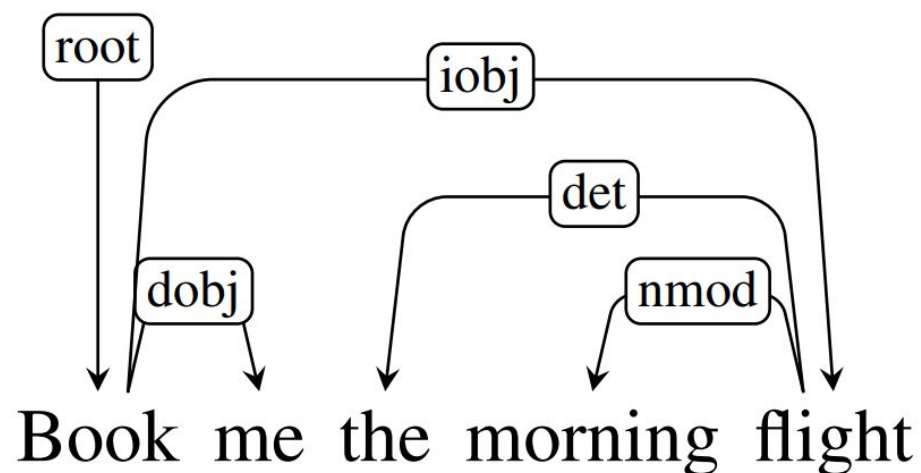 root
iobj
det
dobj
nmod
Book me the morning flight